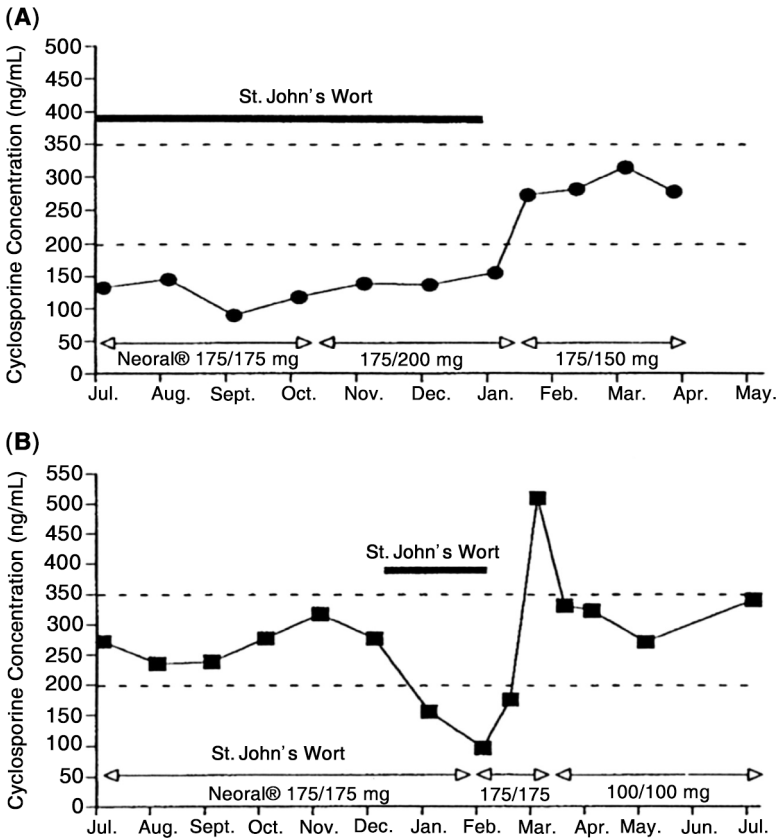 (A)
Cyclosporine Concentration (ng/mL)
500
450
400
350
300
250
200
150
100
50
0
St. John's Wort
Neoral® 175/175 mg 175/200 mg 175/150 mg
Jul. Aug. Sept. Oct. Nov. Dec. Jan. Feb. Mar. Apr. May.
(B)
Cyclosporine Concentration (ng/mL)
550
500
450
400
350
300
250
200
150
100
50
0
St. John's Wort
St. John's Wort
Neoral® 175/175 mg 175/175 100/100 mg
Jul. Aug. Sept. Oct. Nov. Dec. Jan. Feb. Mar. Apr. May. Jun. Jul.